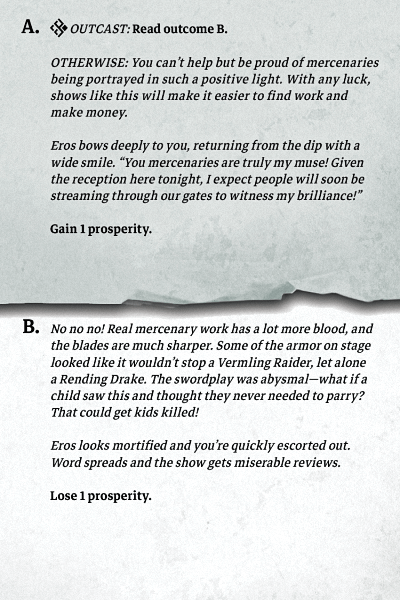 A. OUTCAST: Read outcome B.
OTHERWISE: You can't help but be proud of mercenaries
being portrayed in such a positive light. With any luck,
shows like this will make it easier to find work and
make money.
Eros bows deeply to you, returning from the dip with a
wide smile. “You mercenaries are truly my muse! Given
the reception here tonight, I expect people will soon be
streaming through our gates to witness my brilliance!”
Gain 1 prosperity.
B. No no no! Real mercenary work has a lot more blood, and
the blades are much sharper. Some of the armor on stage
looked like it wouldn't stop a Vermling Raider, let alone
a Rending Drake. The swordplay was abysmal—what if a
child saw this and thought they never needed to parry?
That could get kids killed!
Eros looks mortified and you're quickly escorted out.
Word spreads and the show gets miserable reviews.
Lose 1 prosperity.